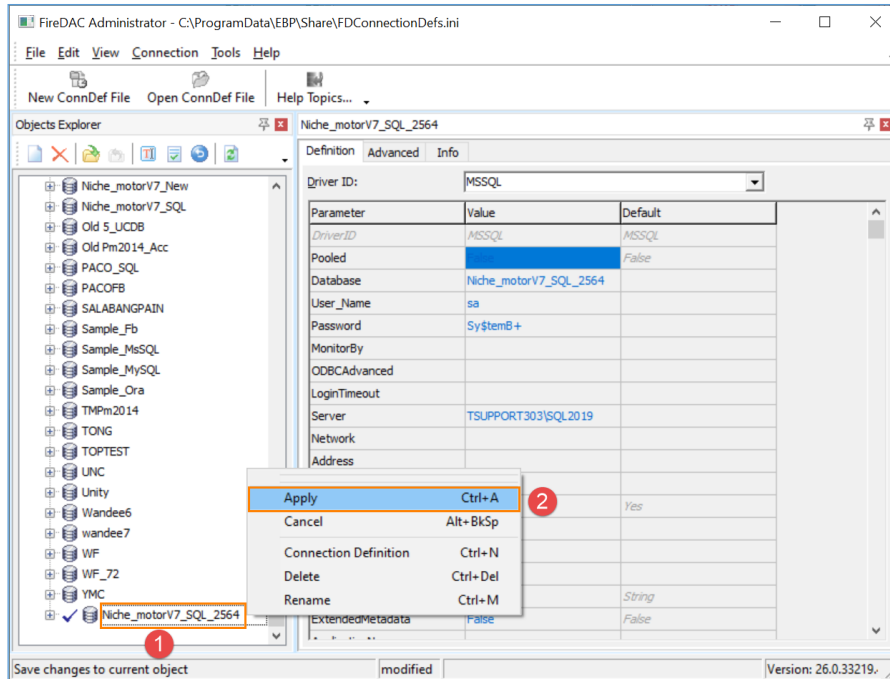 FireDAC Administrator - C:\ProgramData\EBP\Share\FDConnectionDefs.ini
File Edit View Connection Tools Help
New ConnDef File Open ConnDef File Help Topics...
Objects Explorer
Niche_motorV7_New
Niche_motorV7_SQL
Old 5_UCDB
Old Pm2014_Acc
PACO_SQL
PACOFB
SALABANGPAIN
Sample_Fb
Sample_MsSQL
Sample_MySQL
Sample_Ora
TMPm2014
TONG
TOPTEST
UNC
Unity
Wandee6
wandee7
WF
WF_72
YMC
Niche_motorV7_SQL_2564
1
Niche_motorV7_SQL_2564
Definition Advanced Info
Driver ID: MSSQL
Parameter Value Default
DriverID MSSQL MSSQL
Pooled False False
Database Niche_motorV7_SQL_2564
User_Name sa
Password Sy$temB+
MonitorBy
ODBCAdvanced
LoginTimeout
Server TSUPPORT303\SQL2019
Network
Address
Yes
String
ExtendedMetadata False False
Apply Ctrl+A
2
Cancel Alt+BkSp
Connection Definition Ctrl+N
Delete Ctrl+Del
Rename Ctrl+M
Save changes to current object modified Version: 26.0.33219.